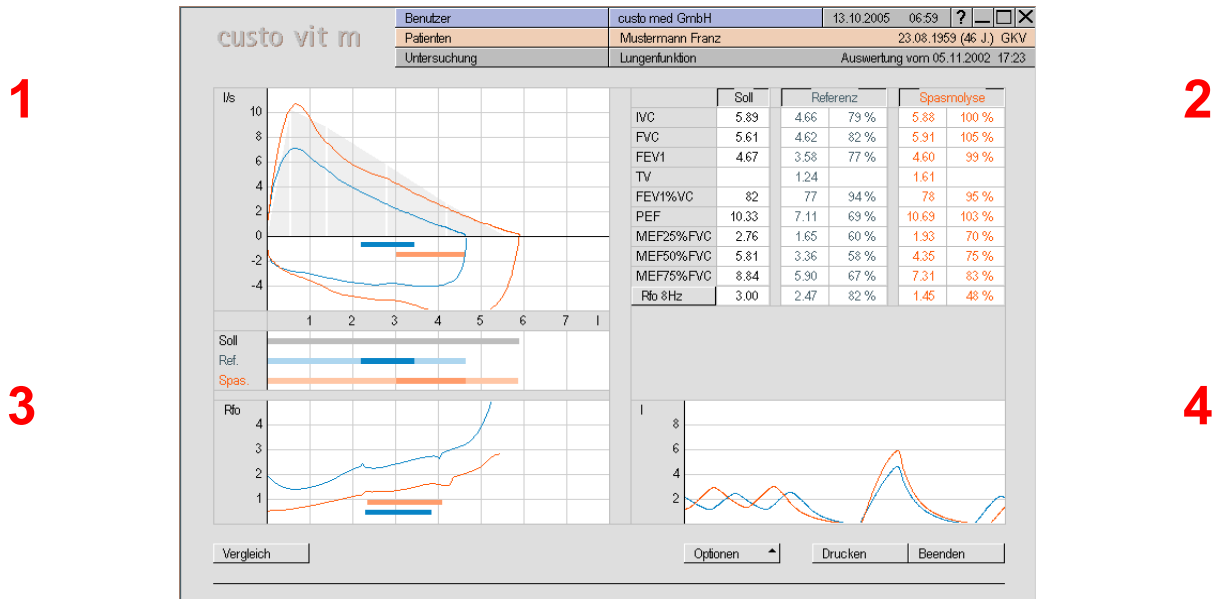 custo vit m
Benutzer custo med GmbH 13.10.2005 06:59 ?
Patienten Mustermann Franz 23.08.1959 (46 J.) GKV
Untersuchung Lungenfunktion Auswertung vom 05.11.2002 17:23
1
2
l/s
10
8
6
4
2
0
-2
-4
1 2 3 4 5 6 7 l
Soll
Ref.
Spas.
Soll Referenz Spasmolyse
IVC 5.89 4.66 79 % 5.88 100 %
FVC 5.61 4.62 82 % 5.91 105 %
FEV1 4.67 3.58 77 % 4.60 99 %
TV 1.24 1.61
FEV1%VC 82 77 94 % 78 95 %
PEF 10.33 7.11 69 % 10.69 103 %
MEF25%FVC 2.76 1.65 60 % 1.93 70 %
MEF50%FVC 5.81 3.36 58 % 4.35 75 %
MEF75%FVC 8.84 5.90 67 % 7.31 83 %
Rfo 8Hz 3.00 2.47 82 % 1.45 48 %
3
4
Rfo
4
3
2
1
l
8
6
4
2
Vergleich Optionen Drucken Beenden